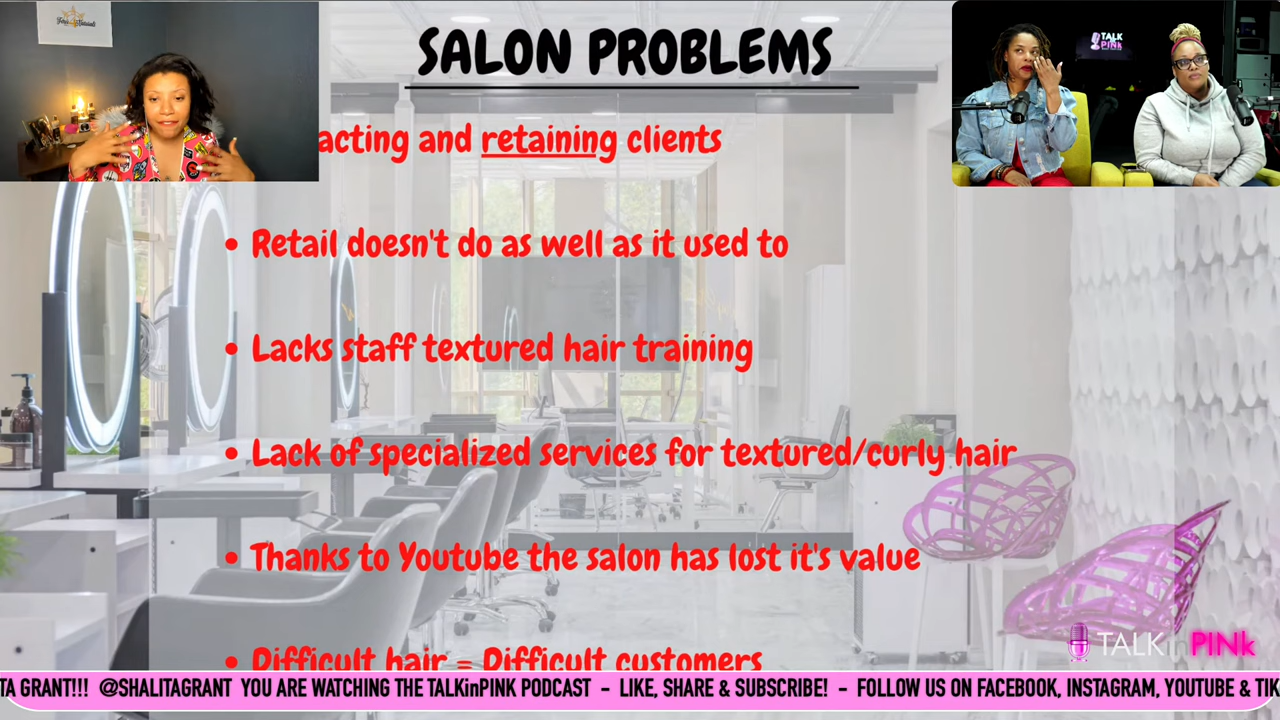 SALON PROBLEMS
acting and retaining clients
• Retail doesn't do as well as it used to
• Lacks staff textured hair training
• Lack of specialized services for textured/curly hair
• Thanks to Youtube the salon has lost it's value
• Difficult hair = Difficult customers
TALK
PINk
TALK PINk
TA GRANT!!! @SHALITAGRANT YOU ARE WATCHING THE TALKinPINK PODCAST - LIKE, SHARE & SUBSCRIBE! - FOLLOW US ON FACEBOOK, INSTAGRAM, YOUTUBE & TIK